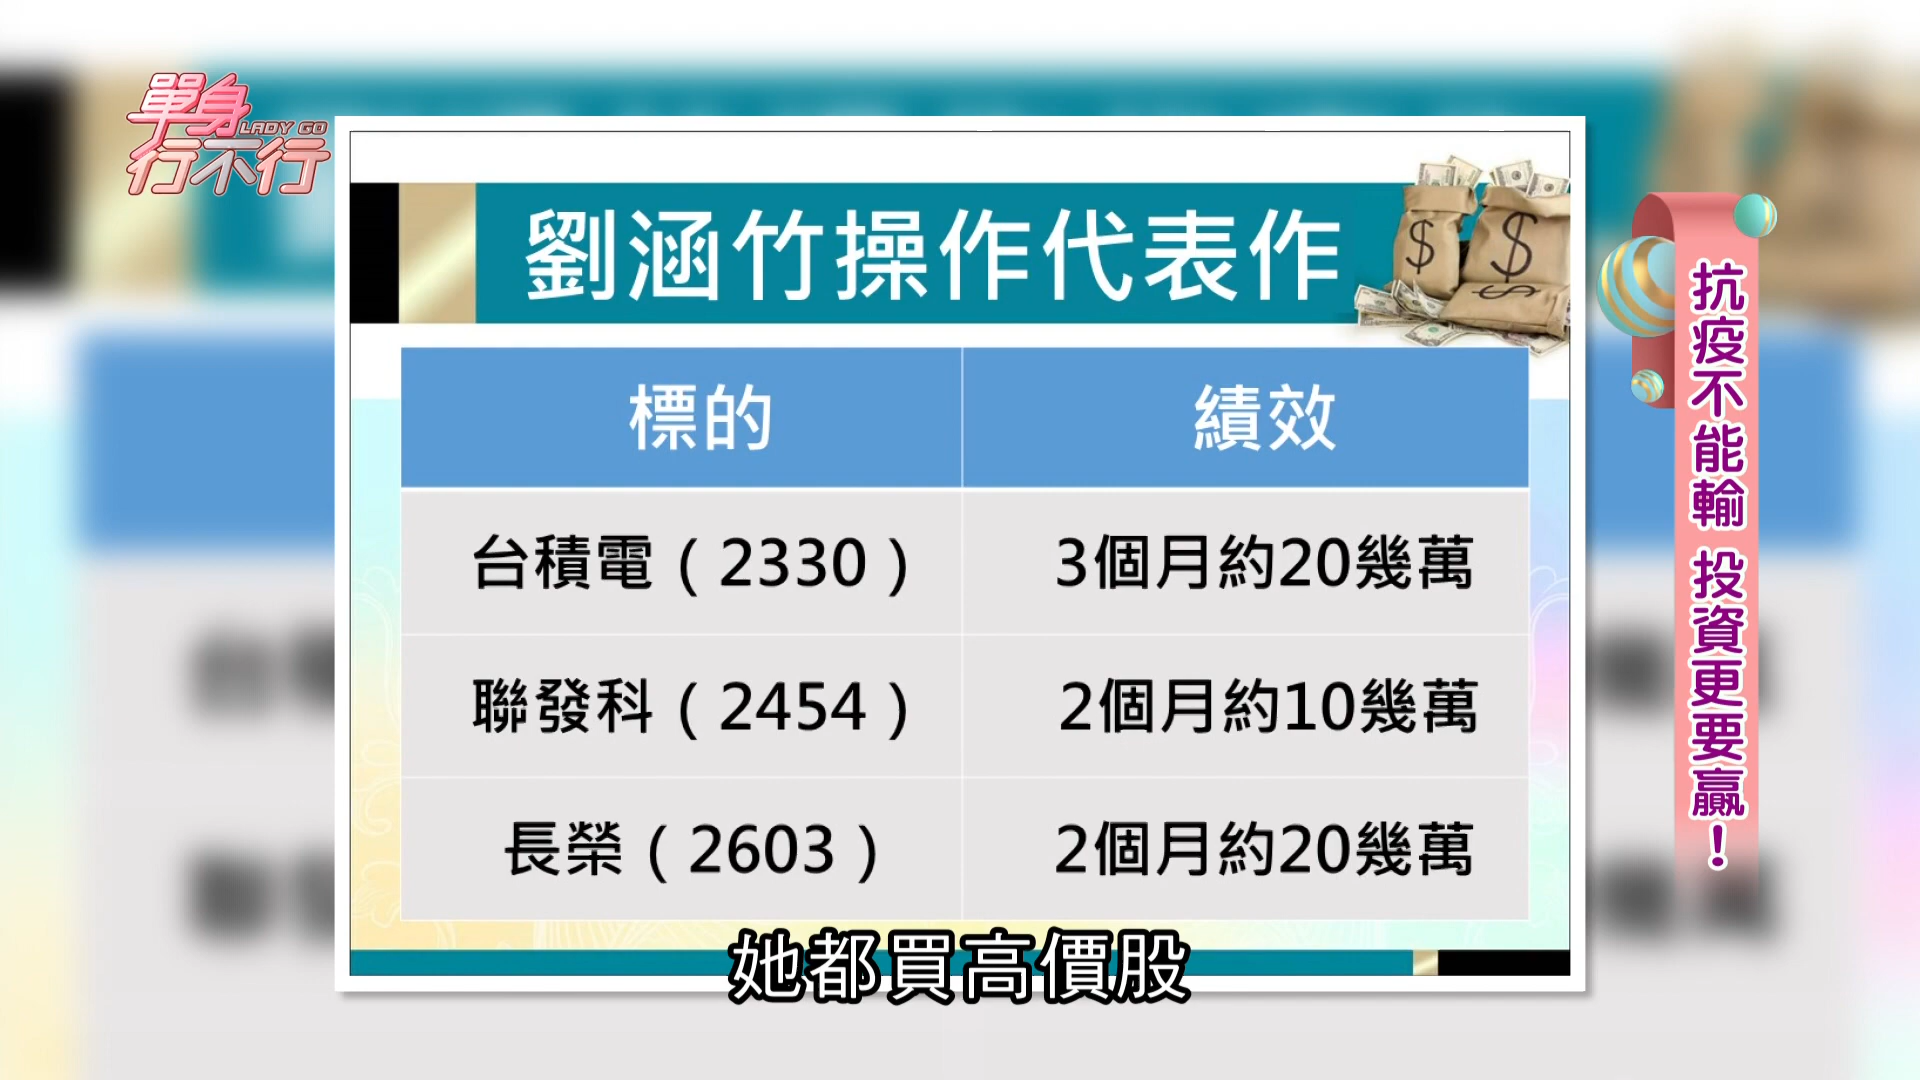 單身
LADY GO
行不行
劉涵竹操作代表作
標的 績效
台積電（2330） 3個月約20幾萬
聯發科（2454） 2個月約10幾萬
長榮（2603） 2個月約20幾萬
她都買高價股
抗疫不能輸 投資更要贏！